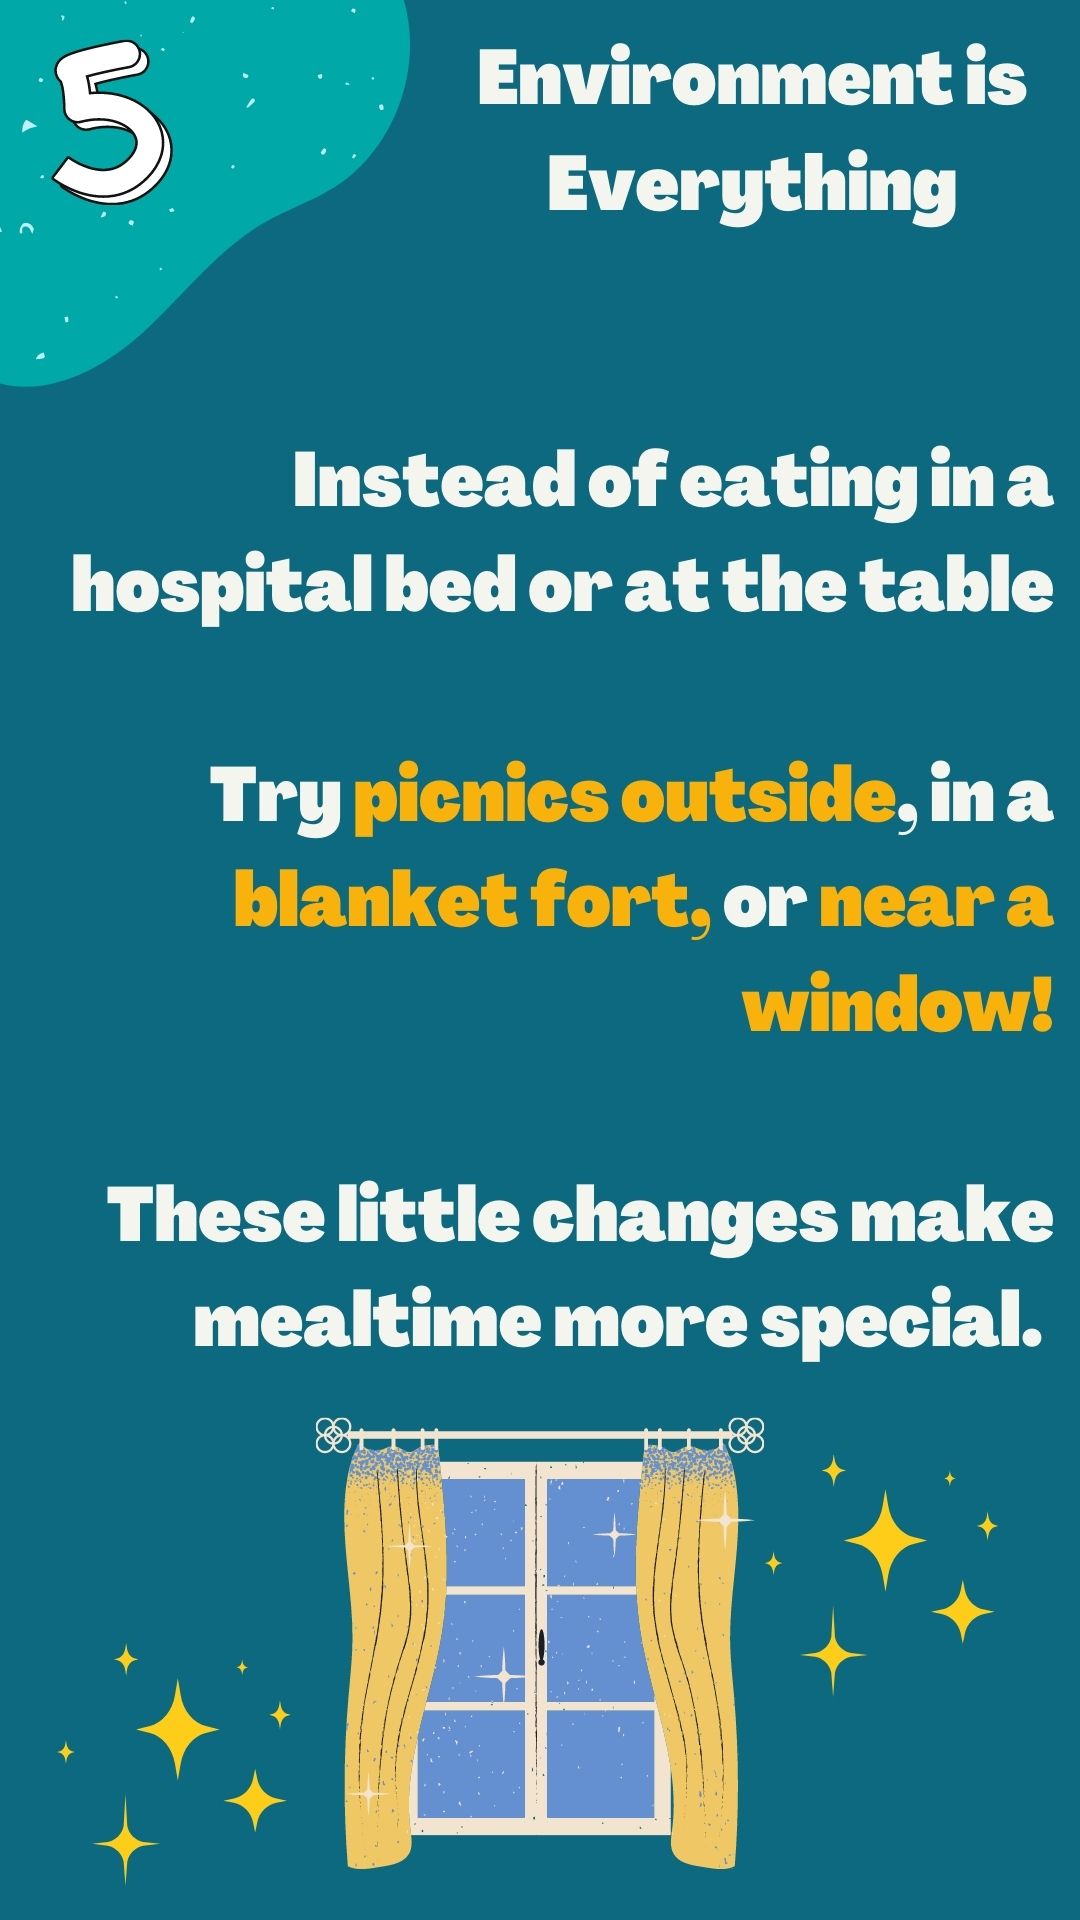 5
Environment is
Everything
Instead of eating in a
hospital bed or at the table
Try picnics outside, in a
blanket fort, or near a
window!
These little changes make
mealtime more special.